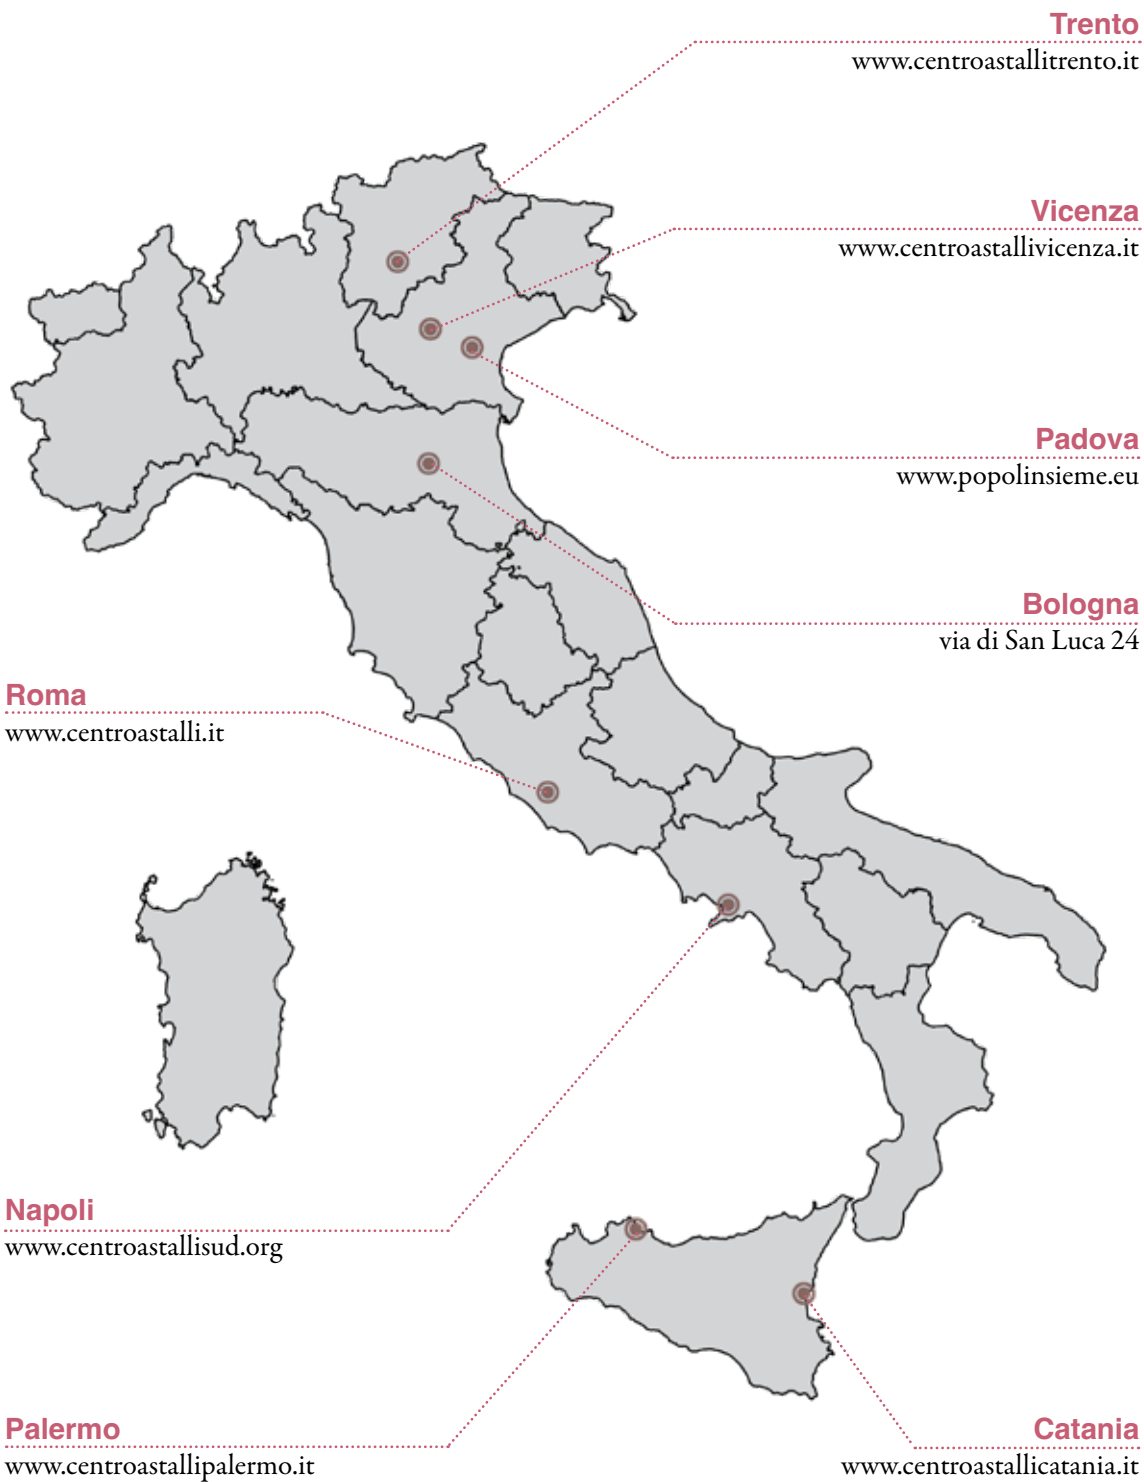 Trento
www.centroastallitrento.it
Vicenza
www.centroastallivicenza.it
Padova
www.popolinsieme.eu
Bologna
via di San Luca 24
Roma
www.centroastalli.it
Napoli
www.centroastallisud.org
Palermo
www.centroastallipalermo.it
Catania
www.centroastallicatania.it